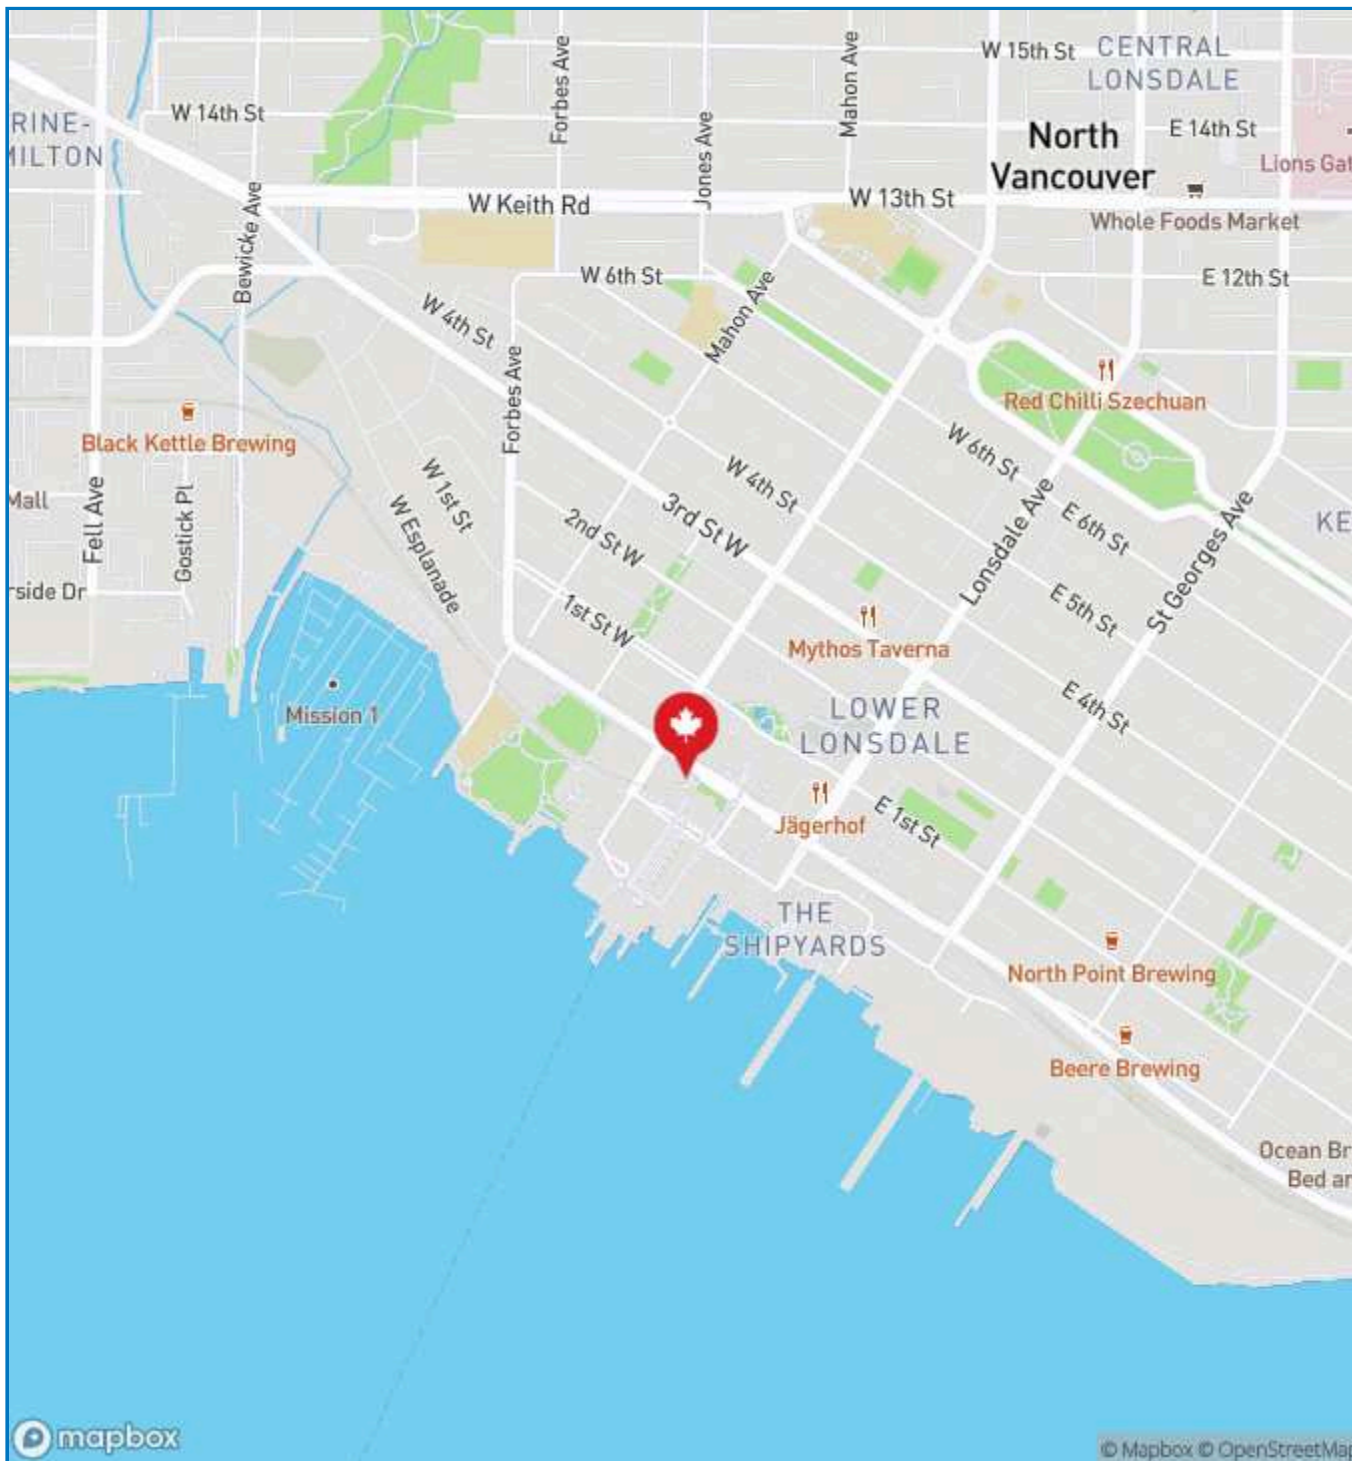 W 15th St
CENTRAL
LONSDALE
RINE-
MILTON
W 14th St
Forbes Ave
Jones Ave
Mahon Ave
North
Vancouver
E 14th St
Lions Gat
W Keith Rd
W 13th St
Whole Foods Market
Bewicke Ave
W 6th St
E 12th St
W 4th St
Mahon Ave
Forbes Ave
Red Chilli Szechuan
Black Kettle Brewing
Mall
Fell Ave
Gostick Pl
W 1st St
W Esplanade
W 4th St
3rd St W
2nd St W
W 6th St
Lonsdale Ave
E 6th St
St Georges Ave
KE
rside Dr
1st St W
E 5th St
Mythos Taverna
E 4th St
Mission 1
LOWER
LONSDALE
Jägerhof
E 1st St
THE
SHIPYARDS
North Point Brewing
Beere Brewing
Ocean Br
Bed ar
mapbox
© Mapbox © OpenStreetMap